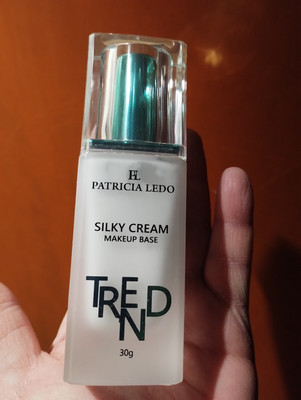 PL
PATRICIA LEDO
SILKY CREAM
MAKEUP BASE
TREND
30g